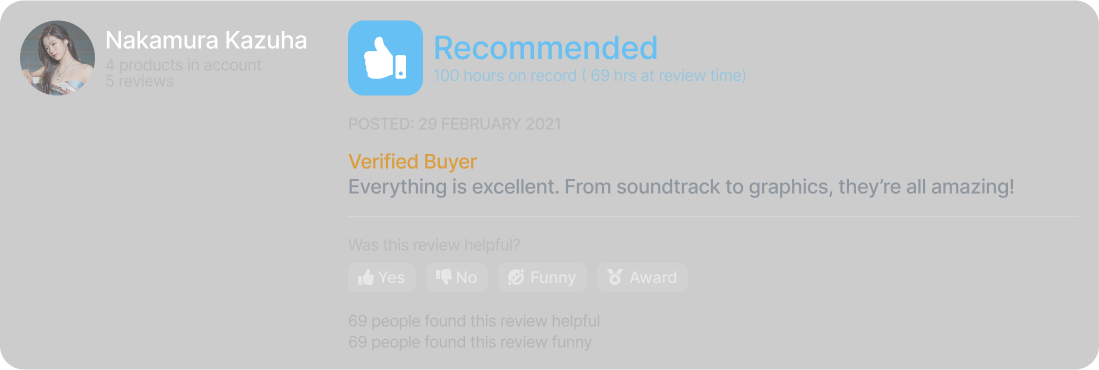 Nakamura Kazuha
4 products in account
5 reviews
Recommended
100 hours on record ( 69 hrs at review time)
POSTED: 29 FEBRUARY 2021
Verified Buyer
Everything is excellent. From soundtrack to graphics, they’re all amazing!
Was this review helpful?
Yes
No
Funny
Award
69 people found this review helpful
69 people found this review funny